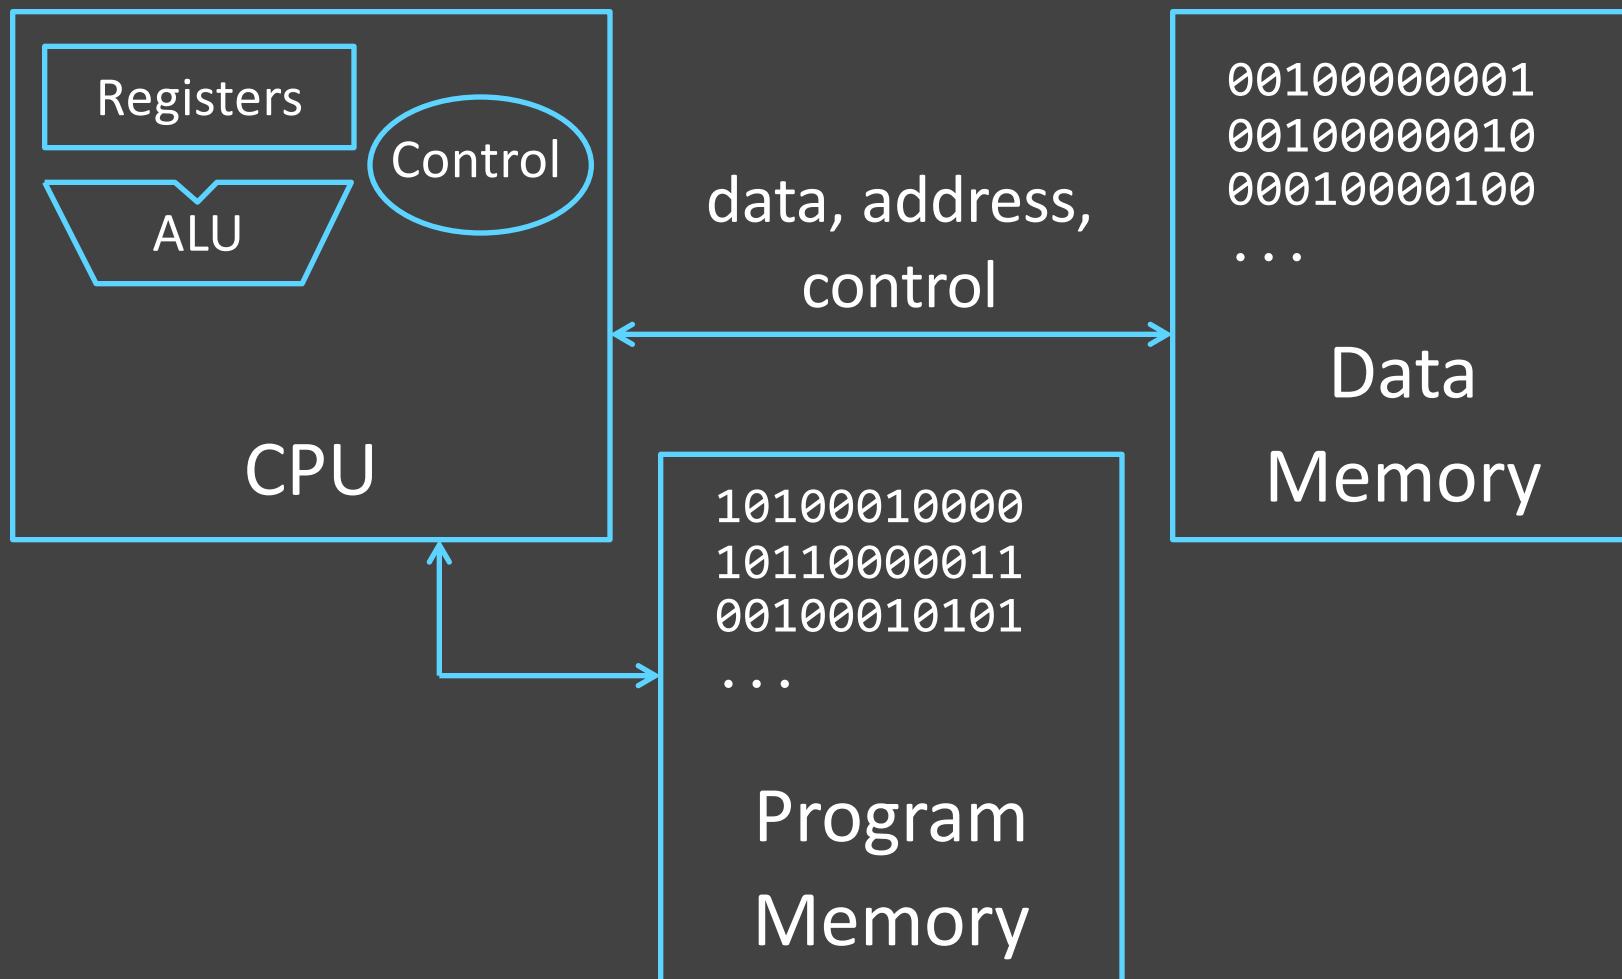 Registers
Control
ALU
CPU
data, address,
control
00100000001
00100000010
00010000100
...
Data
Memory
10100010000
10110000011
00100010101
...
Program
Memory